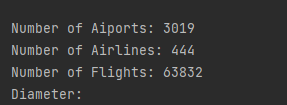 Number of Aiports: 3019
Number of Airlines: 444
Number of Flights: 63832
Diameter: